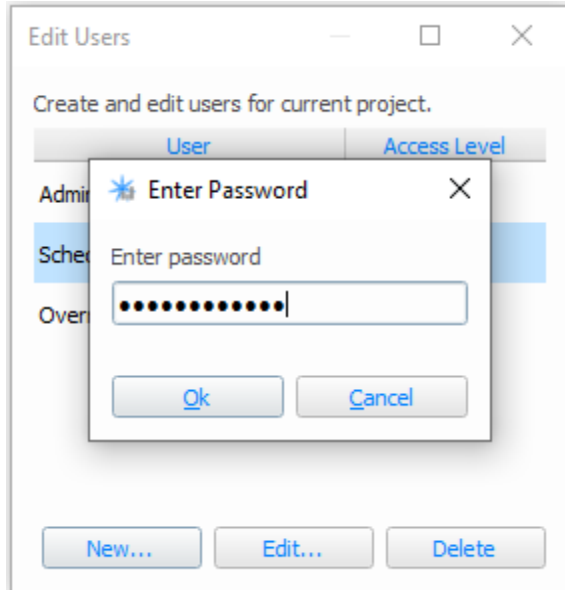 Edit Users
Create and edit users for current project.
User Access Level
Enter Password
Enter password
••••••••••••
Ok Cancel
New... Edit... Delete